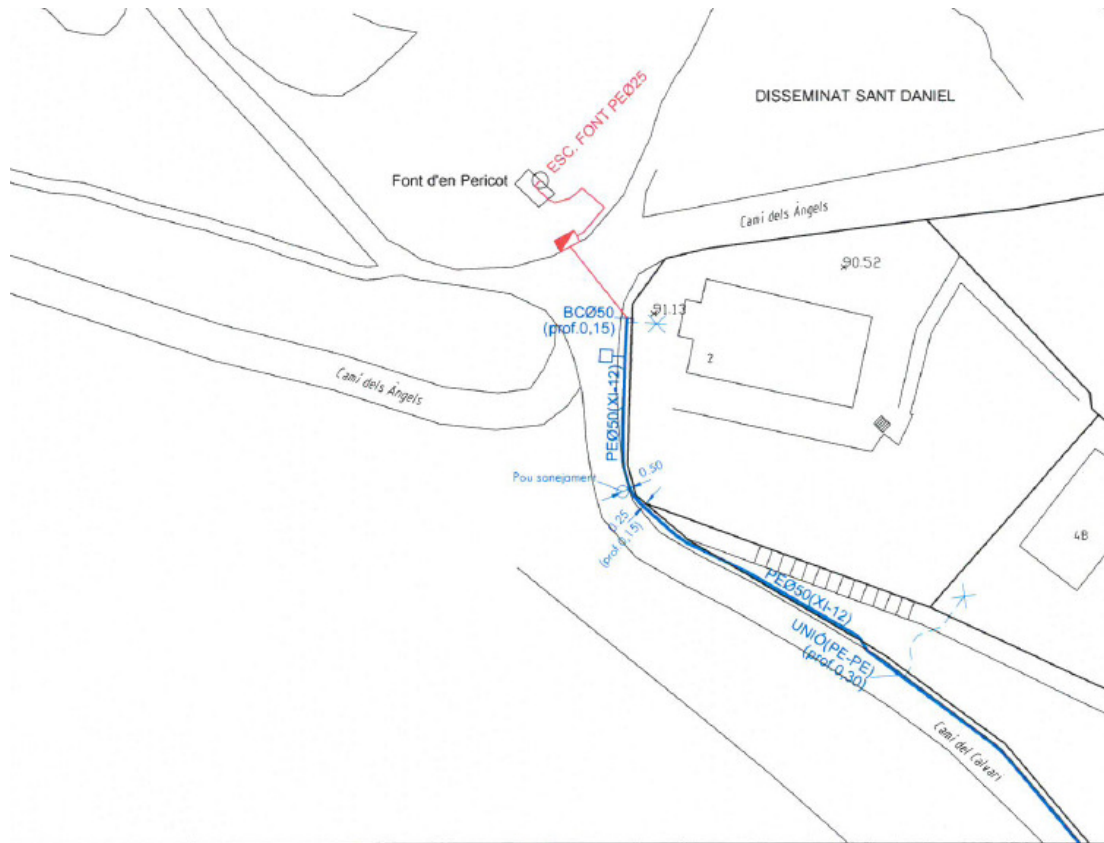 DISSEMINAT SANT DANIEL
ESC. FONT PEØ25
Font d'en Pericot
Camí dels Àngels
90.52
BCØ50
(prof.0,15)
91.13
2
Camí dels Àngels
PEØ50(XI-12)
Pou sanejament
0.50
0.25
(prof.0,15)
4B
PEØ50(XI-12)
UNIÓ(PE-PE)
(prof.0,30)
Camí del Calvari